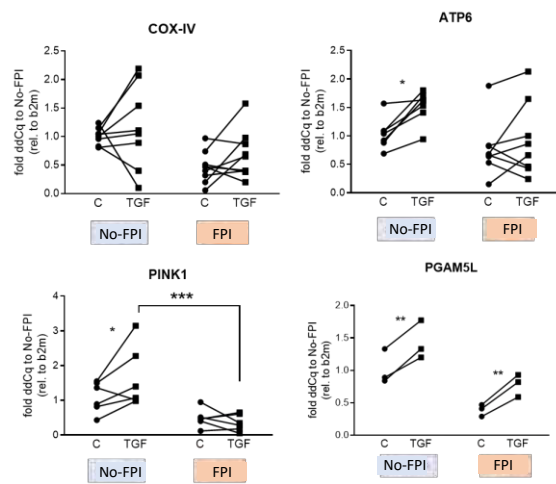 COX-IV
fold ddCq to No-FPI
(rel. to b2m)
2.5
2.0
1.5
1.0
0.5
0.0
C TGF C TGF
No-FPI FPI
ATP6
fold ddCq to No-FPI
(rel. to b2m)
2.5
2.0
1.5
1.0
0.5
0.0
*
C TGF C TGF
No-FPI FPI
PINK1
fold ddCq to No-FPI
(rel. to b2m)
4
3
2
1
0
*
***
C TGF C TGF
No-FPI FPI
PGAM5L
fold ddCq to No-FPI
(rel. to b2m)
2.0
1.5
1.0
0.5
0.0
**
**
C TGF C TGF
No-FPI FPI